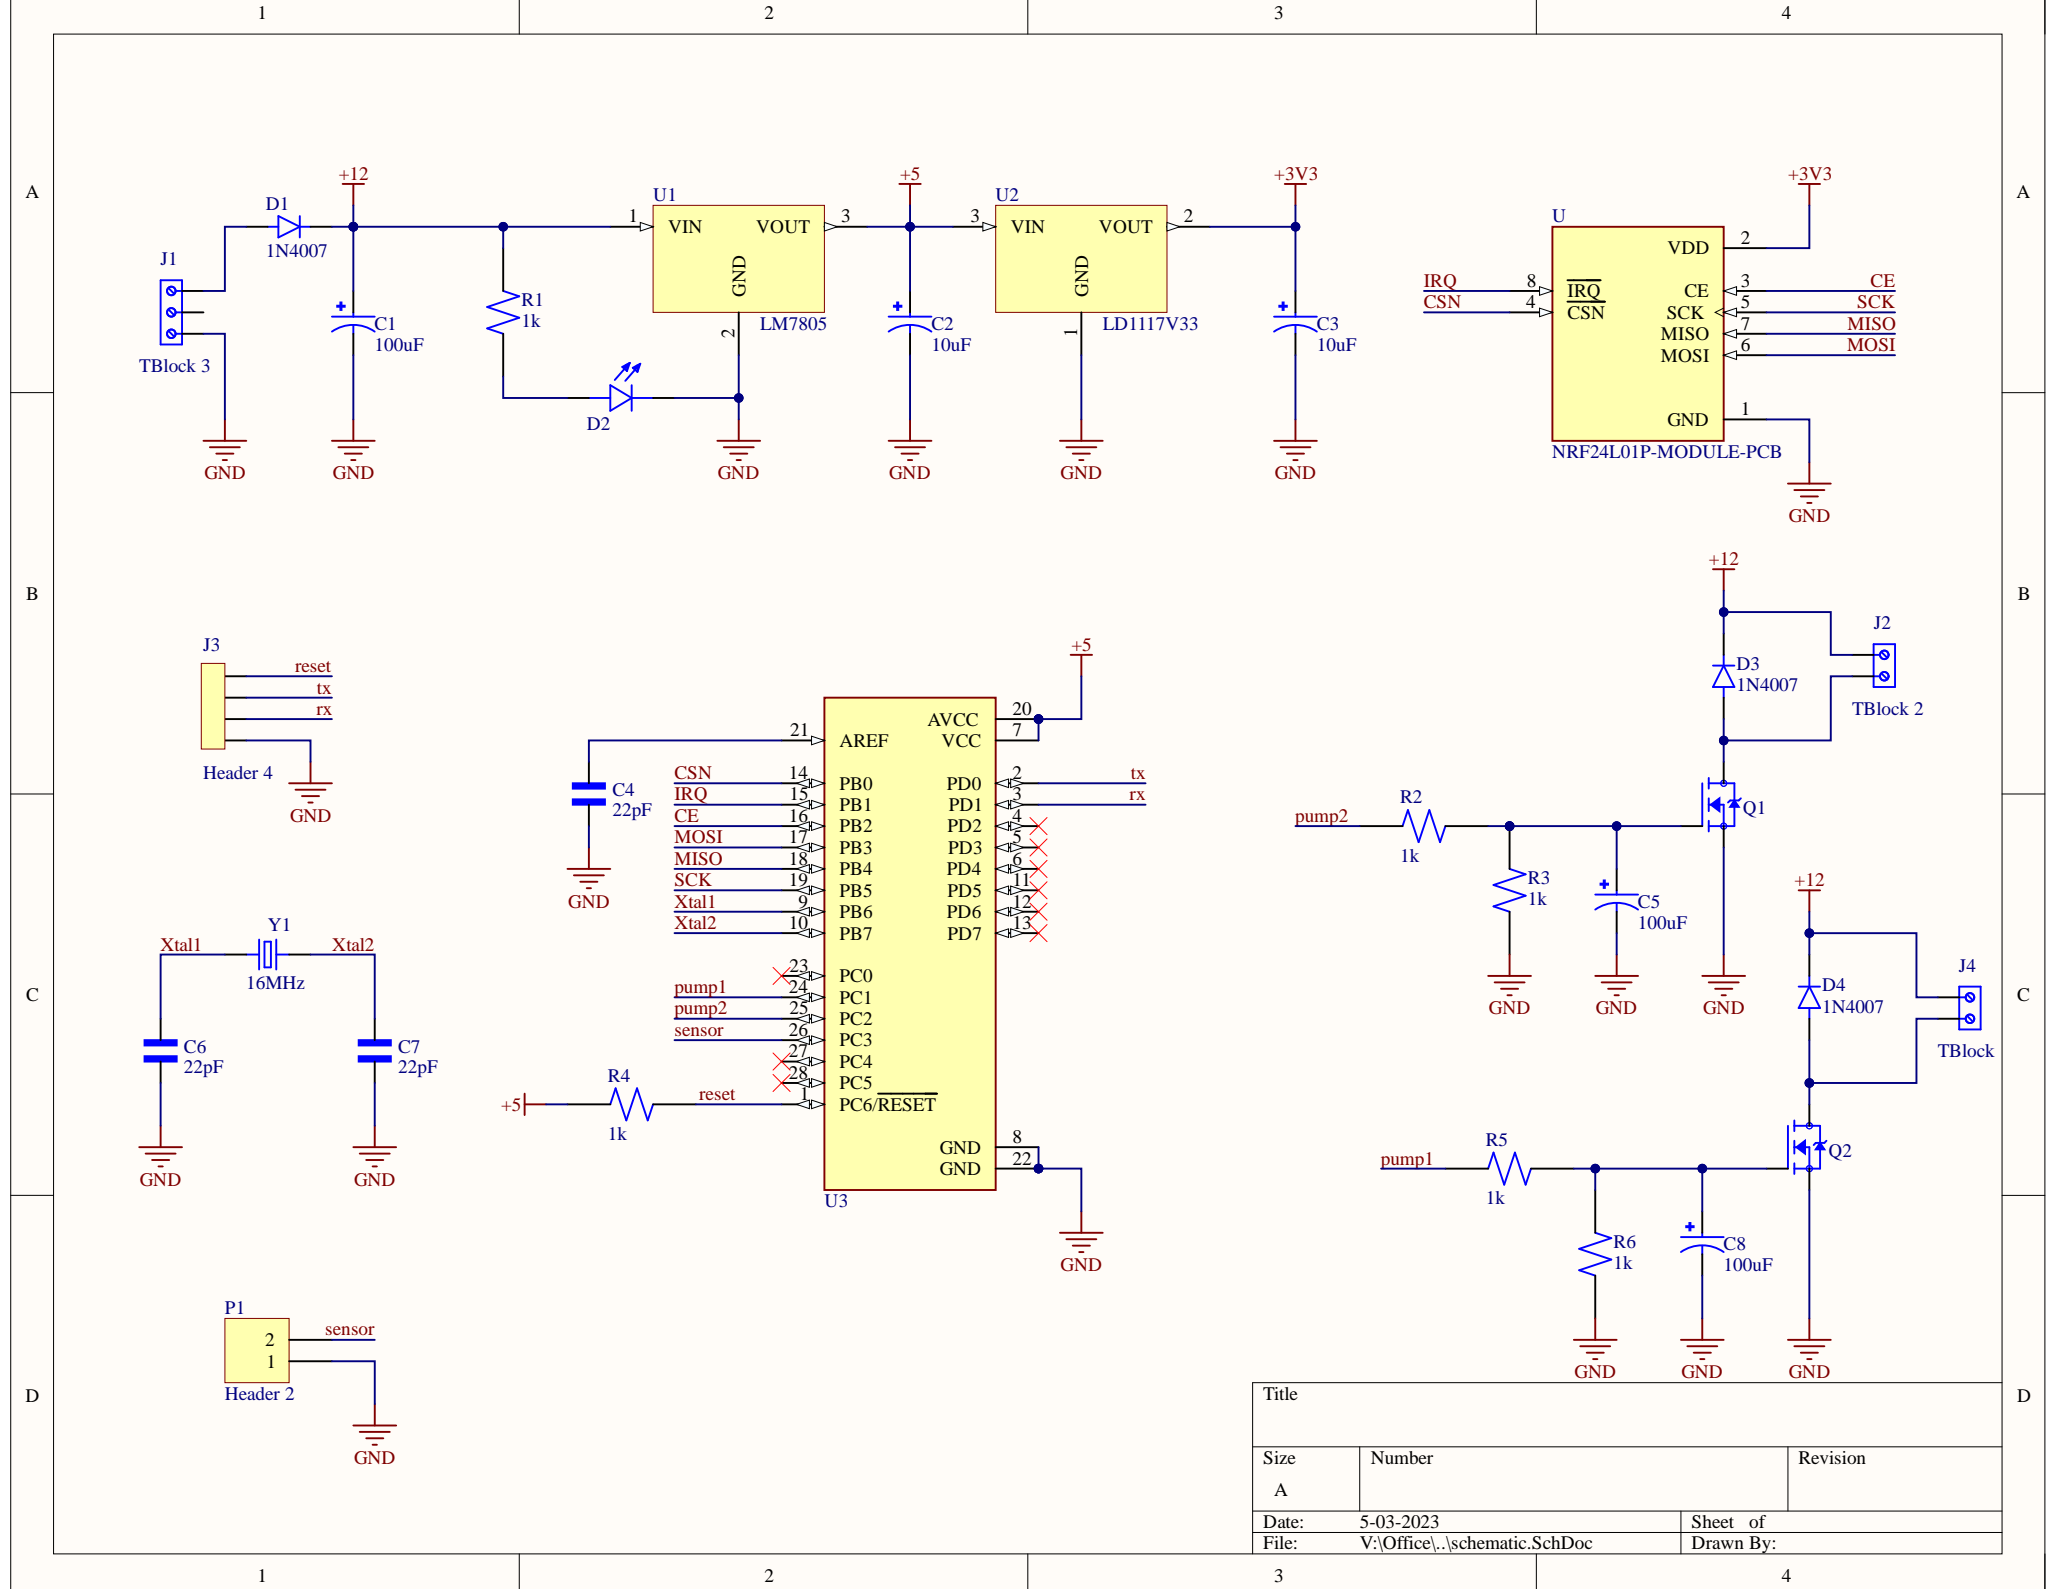 1 2 3 4
A A
B B
C C
D D
1 2 3 4
+12
D1
1N4007
J1
TBlock 3
GND
C1
100uF
GND
R1
1k
D2
U1
1 VIN VOUT 3
GND
2
LM7805
GND
+5
C2
10uF
GND
U2
3 VIN VOUT 2
GND
1
LD1117V33
GND
+3V3
C3
10uF
GND
+3V3
U
VDD 2
IRQ 8 IRQ CE 3 CE
CSN 4 CSN SCK 5 SCK
MISO 7 MISO
MOSI 6 MOSI
GND 1
NRF24L01P-MODULE-PCB
GND
J3
reset
tx
rx
Header 4
GND
+5
21 AREF
C4
22pF
GND
AVCC 20
VCC 7
CSN 14 PB0
IRQ 15 PB1
CE 16 PB2
MOSI 17 PB3
MISO 18 PB4
SCK 19 PB5
Xtal1 9 PB6
Xtal2 10 PB7
PD0 2 tx
PD1 3 rx
PD2 4
PD3 5
PD4 6
PD5 11
PD6 12
PD7 13
23 PC0
pump1 24 PC1
pump2 25 PC2
sensor 26 PC3
27 PC4
28 PC5
+5 R4 reset 1 PC6/RESET
1k
GND 8
GND 22
U3
GND
Y1
Xtal1 Xtal2
16MHz
C6
22pF
GND
C7
22pF
GND
P1
2 sensor
1
Header 2
GND
+12
J2
D3
1N4007
TBlock 2
Q1
pump2
R2
1k
R3
1k
C5
100uF
GND GND GND
+12
J4
D4
1N4007
TBlock
Q2
pump1
R5
1k
R6
1k
C8
100uF
GND GND GND
Title
Size Number Revision
A
Date: 5-03-2023 Sheet of
File: V:\Office\..\schematic.SchDoc Drawn By: